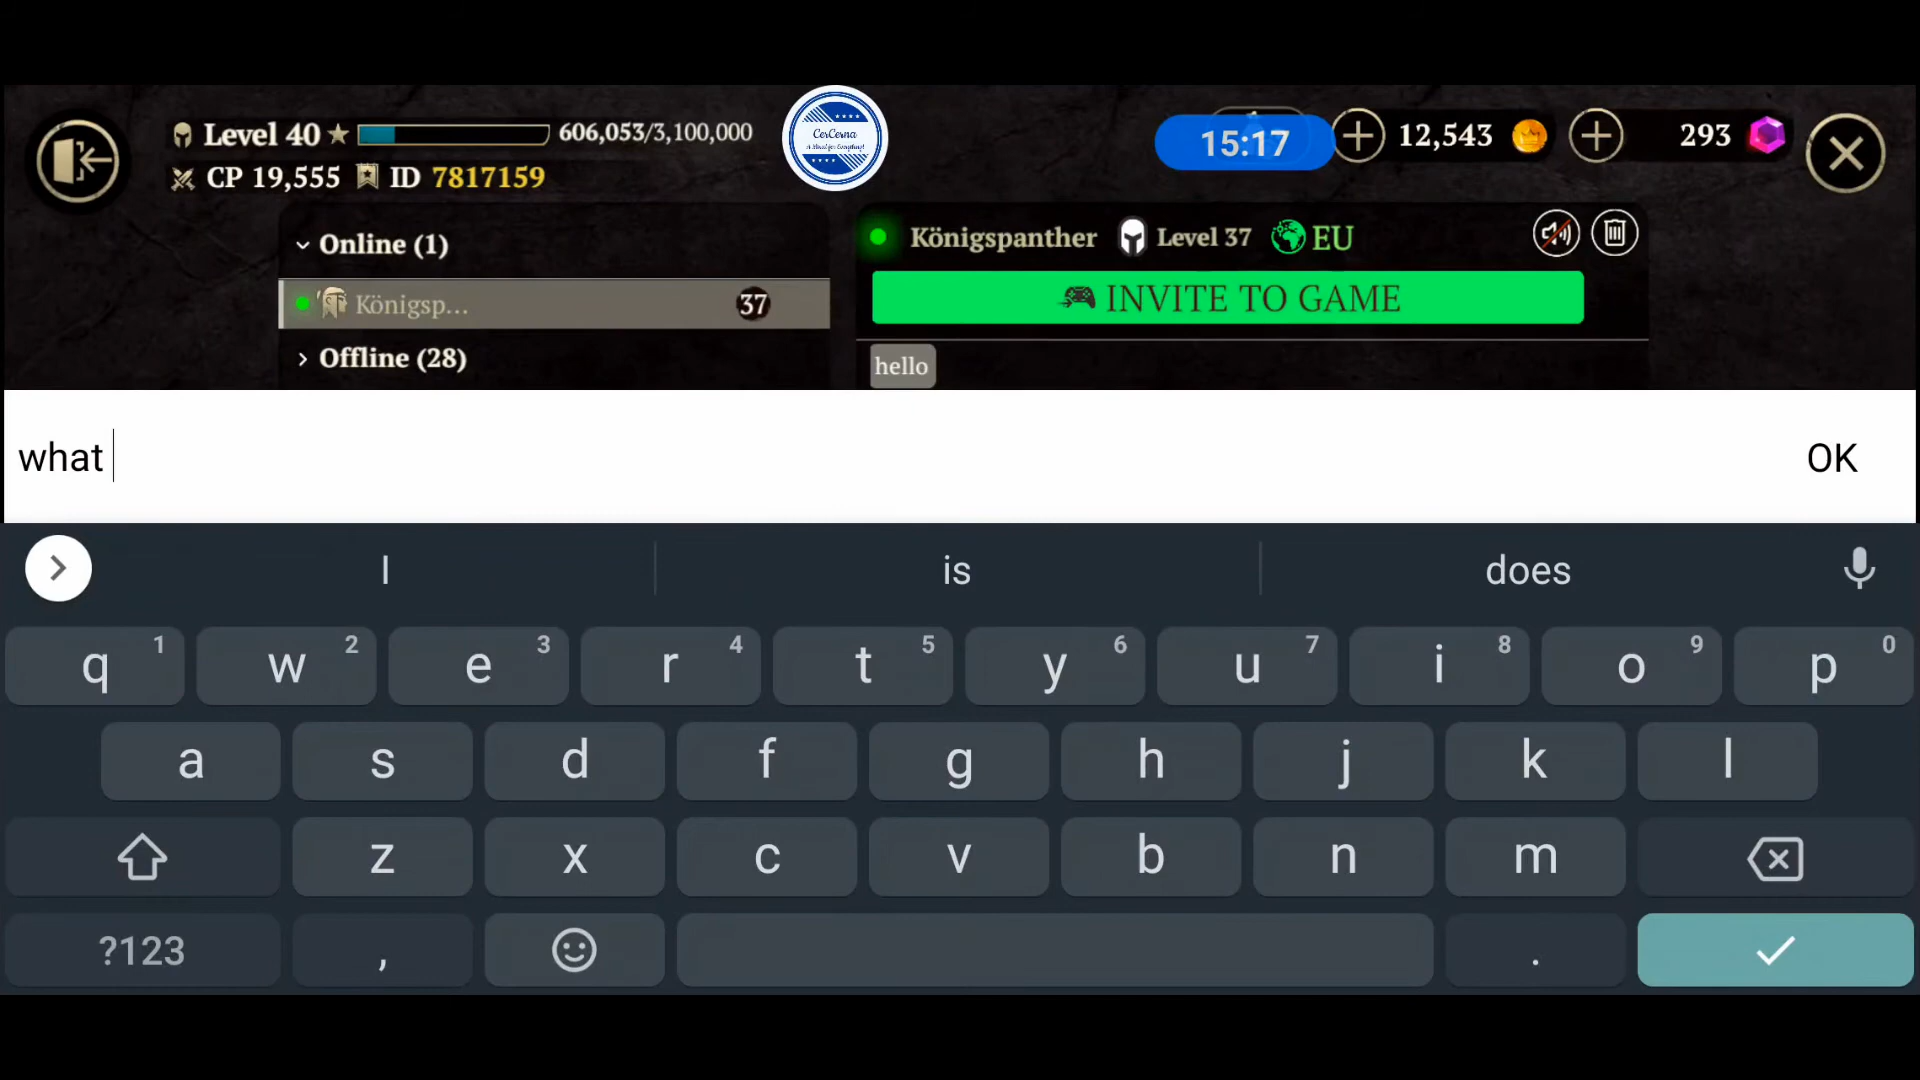 Level 40 606,053/3,100,000
CP 19,555 ID 7817159
CerCerna
15:17
12,543
293
Online (1)
Königsp... 37
Offline (28)
Königspanther Level 37 EU
INVITE TO GAME
hello
what
OK
I is does
q 1 w 2 e 3 r 4 t 5 y 6 u 7 i 8 o 9 p 0
a s d f g h j k l
z x c v b n m
?123 , .